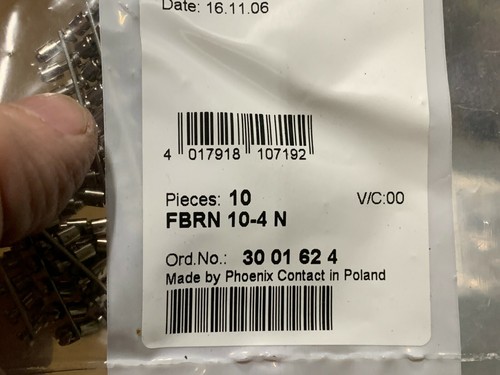 Date: 16.11.06
4 017918 107192
Pieces: 10 V/C:00
FBRN 10-4 N
Ord.No.: 30 01 62 4
Made by Phoenix Contact in Poland